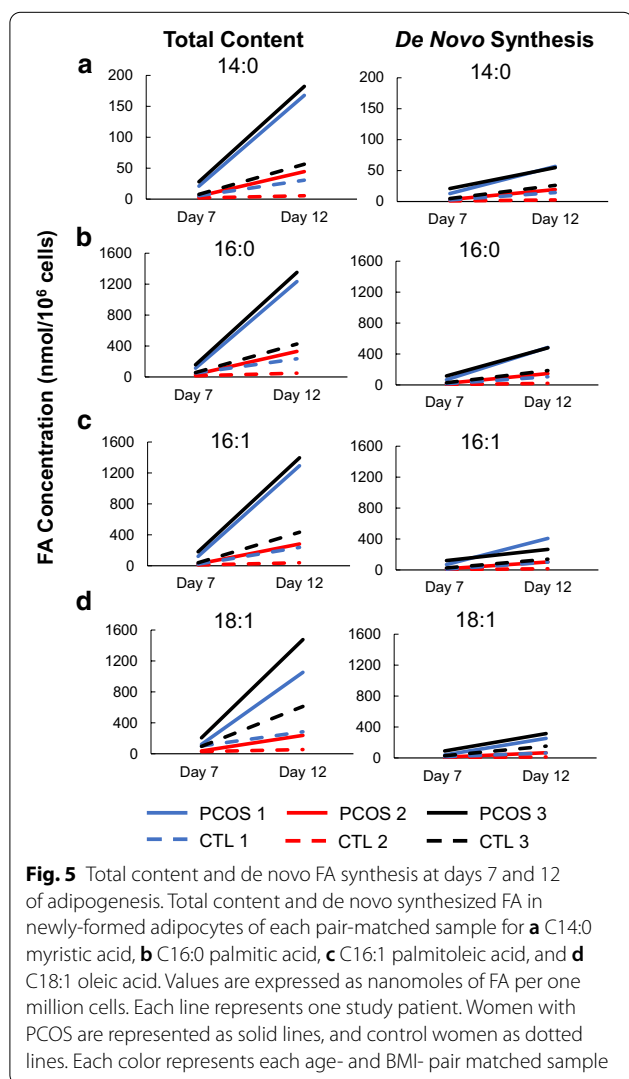 Total Content
De Novo Synthesis
a
14:0
14:0
200
150
100
50
0
Day 7
Day 12
200
150
100
50
0
Day 7
Day 12
b
16:0
16:0
1600
1200
800
400
0
Day 7
Day 12
1600
1200
800
400
0
Day 7
Day 12
c
16:1
16:1
1600
1200
800
400
0
Day 7
Day 12
1600
1200
800
400
0
Day 7
Day 12
d
18:1
18:1
1600
1200
800
400
0
Day 7
Day 12
1600
1200
800
400
0
Day 7
Day 12
FA Concentration (nmol/10⁶ cells)
PCOS 1
PCOS 2
PCOS 3
CTL 1
CTL 2
CTL 3
Fig. 5 Total content and de novo FA synthesis at days 7 and 12
of adipogenesis. Total content and de novo synthesized FA in
newly-formed adipocytes of each pair-matched sample for a C14:0
myristic acid, b C16:0 palmitic acid, c C16:1 palmitoleic acid, and d
C18:1 oleic acid. Values are expressed as nanomoles of FA per one
million cells. Each line represents one study patient. Women with
PCOS are represented as solid lines, and control women as dotted
lines. Each color represents each age- and BMI- pair matched sample